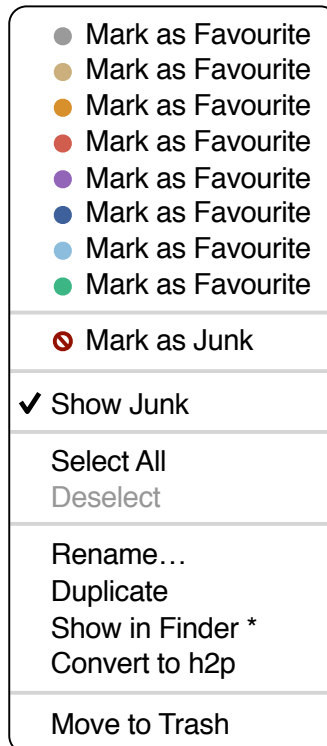 Mark as Favourite
Mark as Favourite
Mark as Favourite
Mark as Favourite
Mark as Favourite
Mark as Favourite
Mark as Favourite
Mark as Favourite
Mark as Junk
Show Junk
Select All
Deselect
Rename…
Duplicate
Show in Finder *
Convert to h2p
Move to Trash